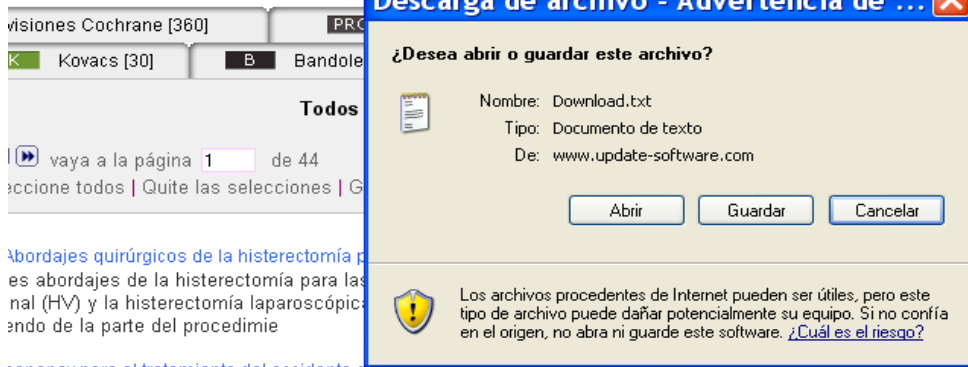 visiones Cochrane [360]
PRO
K Kovacs [30] B Bandole
Todos
vaya a la página 1 de 44
eccione todos | Quite las selecciones | G
Abordajes quirúrgicos de la histerectomía p
es abordajes de la histerectomía para las
nal (HV) y la histerectomía laparoscópica
endo de la parte del procedimie
Descarga de archivo - Advertencia de ...
¿Desea abrir o guardar este archivo?
Nombre: Download.txt
Tipo: Documento de texto
De: www.update-software.com
Abrir Guardar Cancelar
Los archivos procedentes de Internet pueden ser útiles, pero este
tipo de archivo puede dañar potencialmente su equipo. Si no confía
en el origen, no abra ni guarde este software. ¿Cuál es el riesgo?